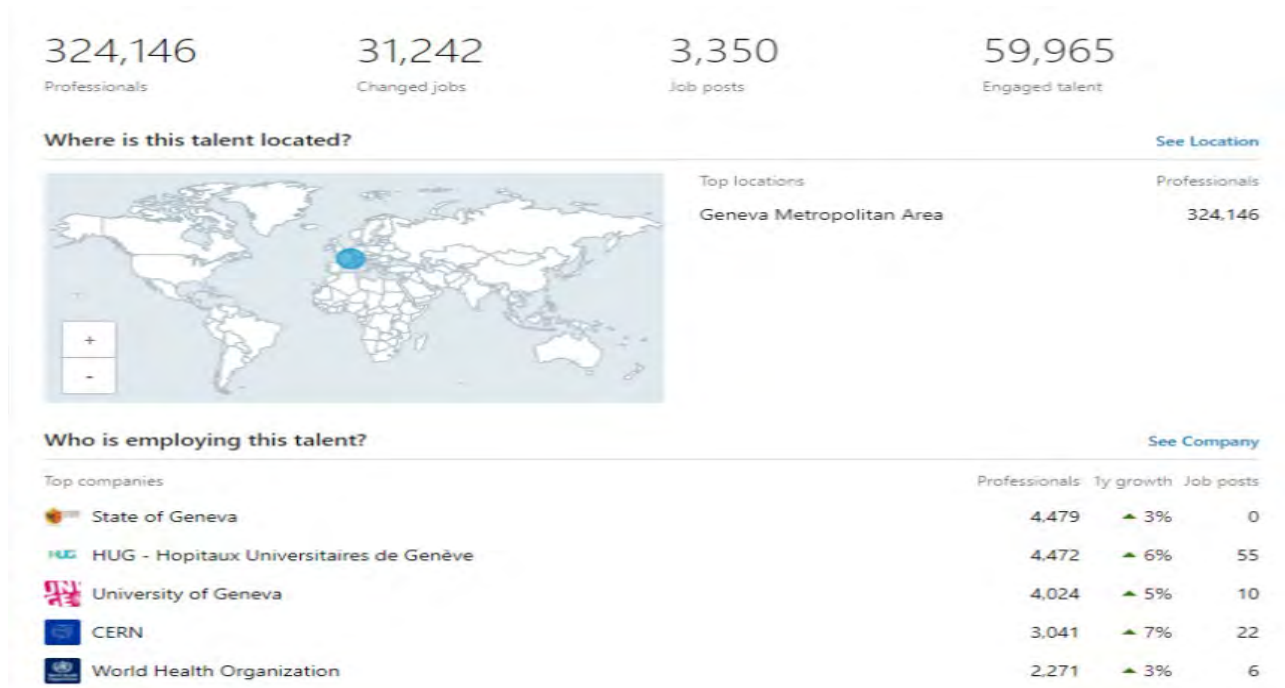 324,146 31,242 3,350 59,965
Professionals Changed jobs Job posts Engaged talent
Where is this talent located? See Location
Top locations Professionals
Geneva Metropolitan Area 324,146
+
-
Who is employing this talent? See Company
Top companies Professionals 1y growth Job posts
State of Geneva 4,479 3% 0
HUG HUG - Hopitaux Universitaires de Genève 4,472 6% 55
University of Geneva 4,024 5% 10
CERN 3,041 7% 22
World Health Organization 2,271 3% 6